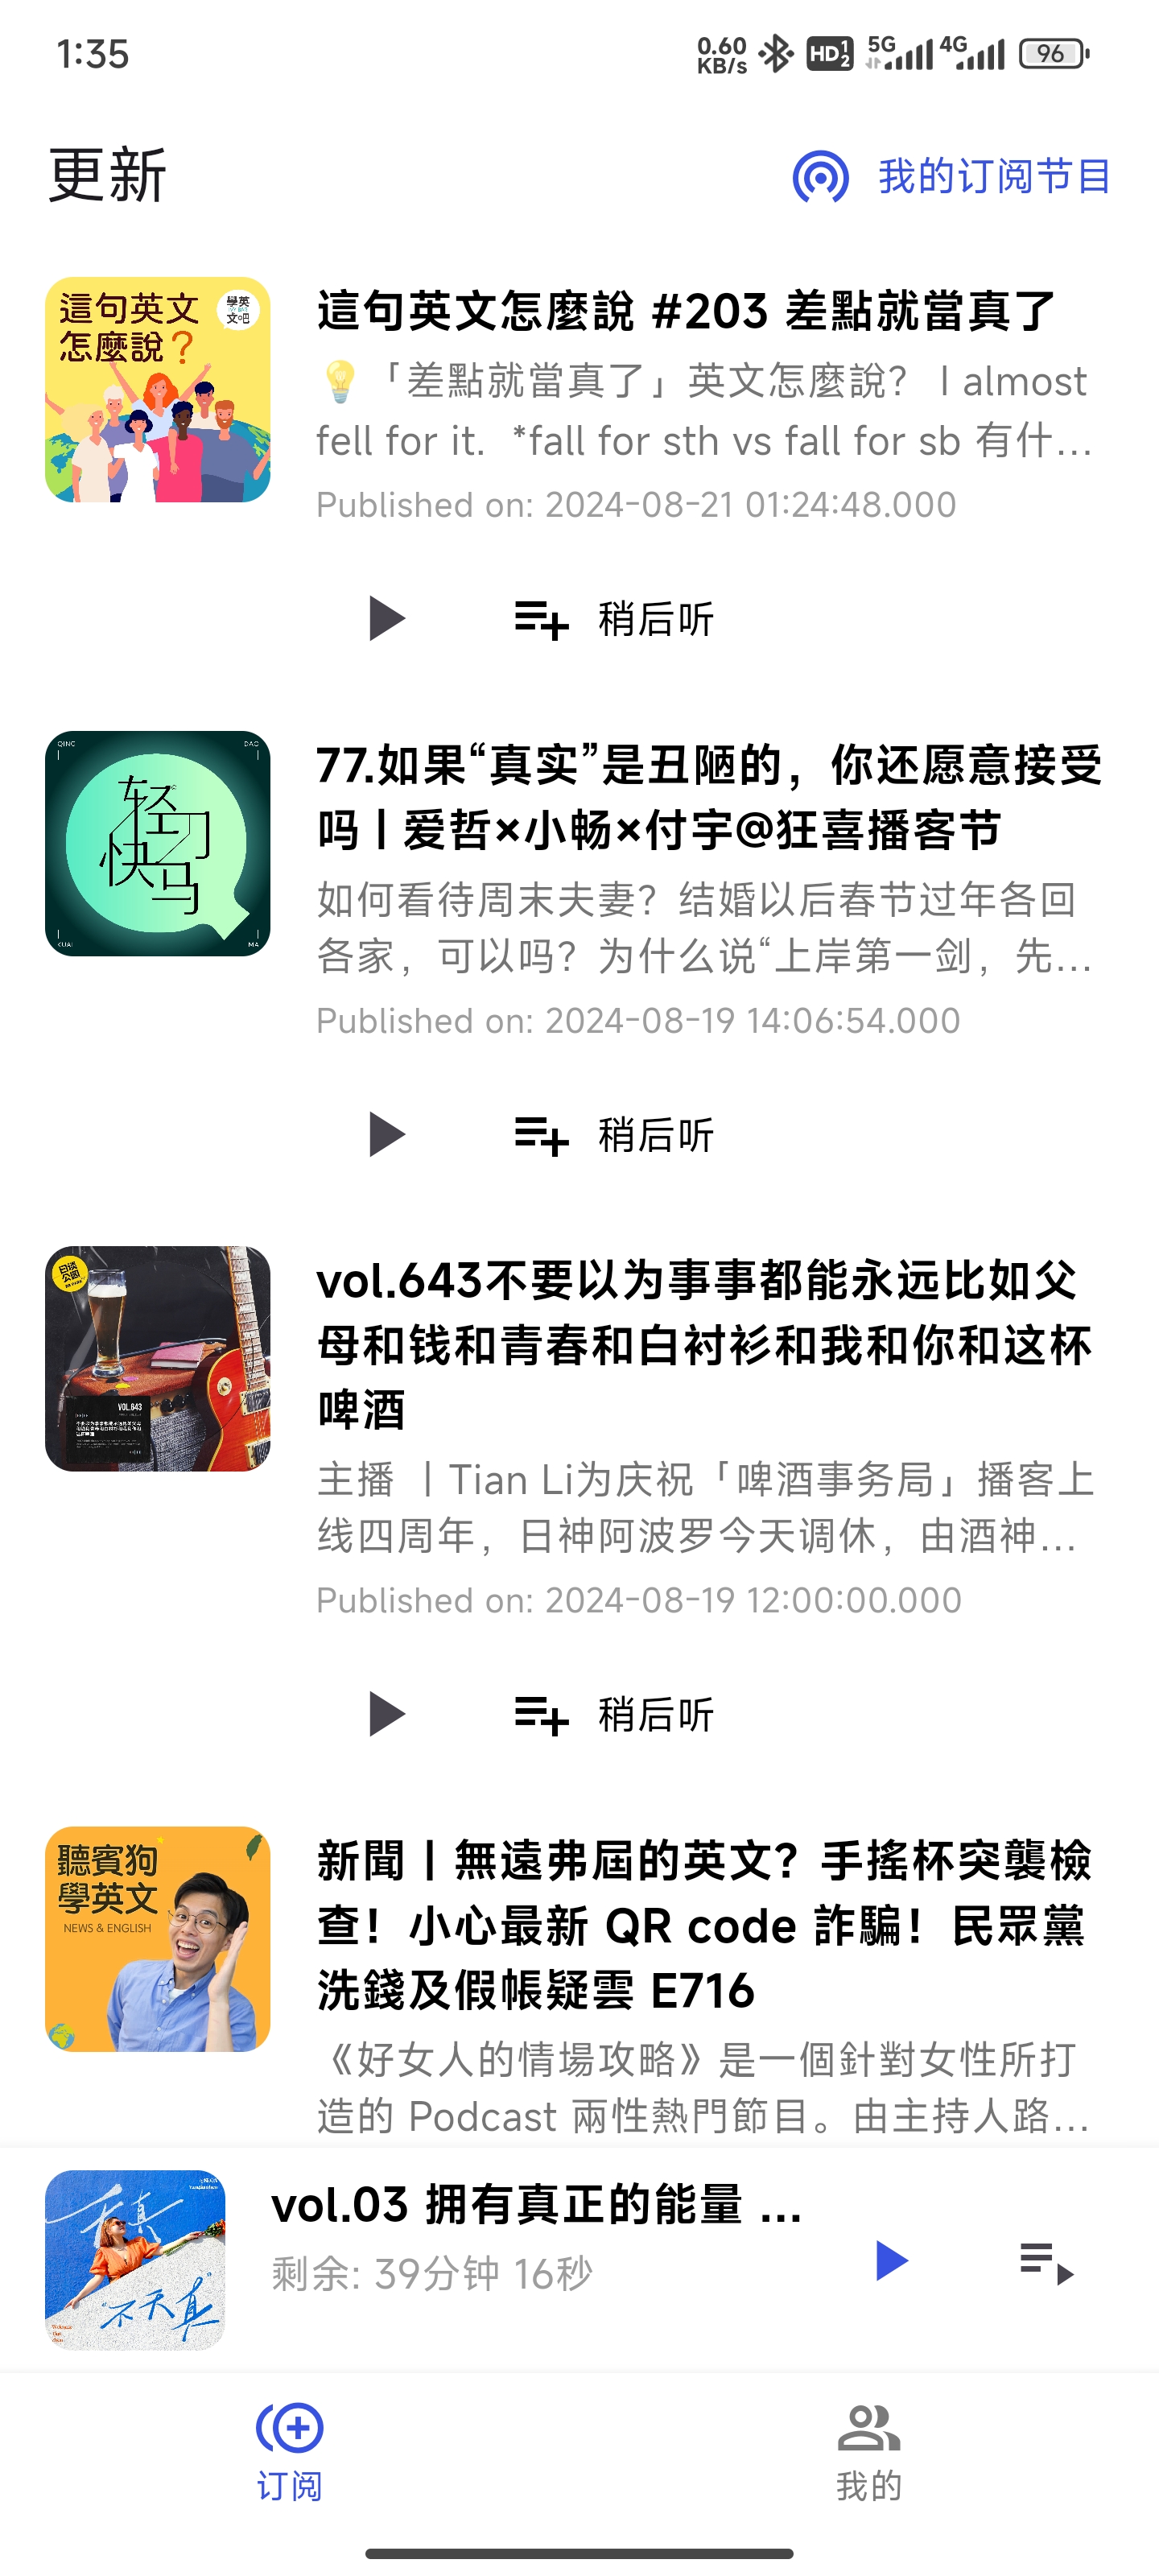 1:35
0.60 KB/s HD 1 2 5G 4G 96
更新
我的订阅节目
這句英文
怎麼說?
學英
文吧
這句英文怎麼說 #203 差點就當真了
💡「差點就當真了」英文怎麼說? I almost
fell for it. *fall for sth vs fall for sb 有什...
Published on: 2024-08-21 01:24:48.000
稍后听
QING DAO
轻刀
快马
KUAI MA
77.如果“真实”是丑陋的，你还愿意接受
吗丨爱哲×小畅×付宇@狂喜播客节
如何看待周末夫妻？结婚以后春节过年各回
各家，可以吗？为什么说“上岸第一剑，先...
Published on: 2024-08-19 14:06:54.000
稍后听
日谈
公园
VOL.643
vol.643不要以为事事都能永远比如父
母和钱和青春和白衬衫和我和你和这杯
啤酒
主播 丨Tian Li为庆祝「啤酒事务局」播客上
线四周年，日神阿波罗今天调休，由酒神...
Published on: 2024-08-19 12:00:00.000
稍后听
聽賓狗
學英文
NEWS & ENGLISH
新聞丨無遠弗屆的英文？手搖杯突襲檢
查！小心最新 QR code 詐騙！民眾黨
洗錢及假帳疑雲 E716
《好女人的情場攻略》是一個針對女性所打
造的 Podcast 兩性熱門節目。由主持人路...
天真
不天真
vol.03 拥有真正的能量 ...
剩余: 39分钟 16秒
订阅
我的